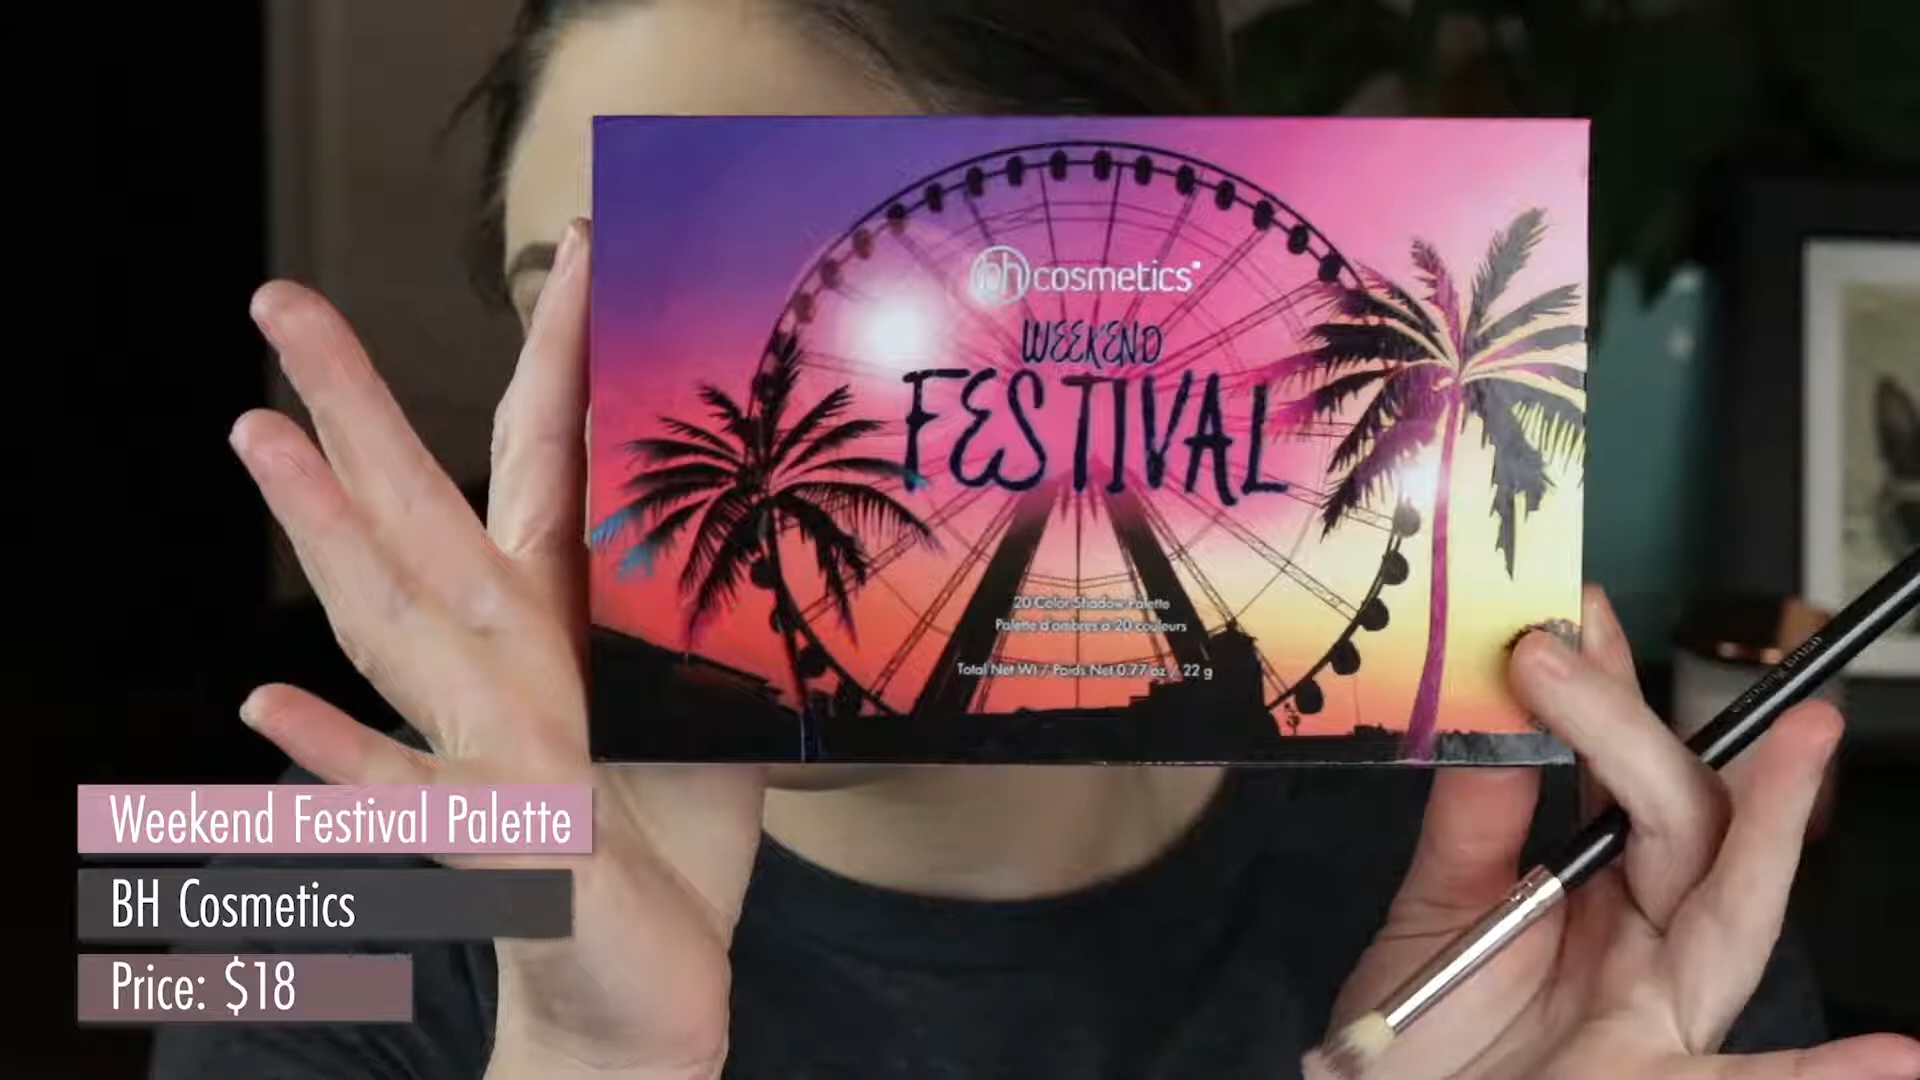 bh cosmetics
WEEKEND
FESTIVAL
20 Color Shadow Palette
Palette d'ombres à 20 couleurs
Total Net Wt / Poids Net 0.77 oz / 22 g
Weekend Festival Palette
BH Cosmetics
Price: $18